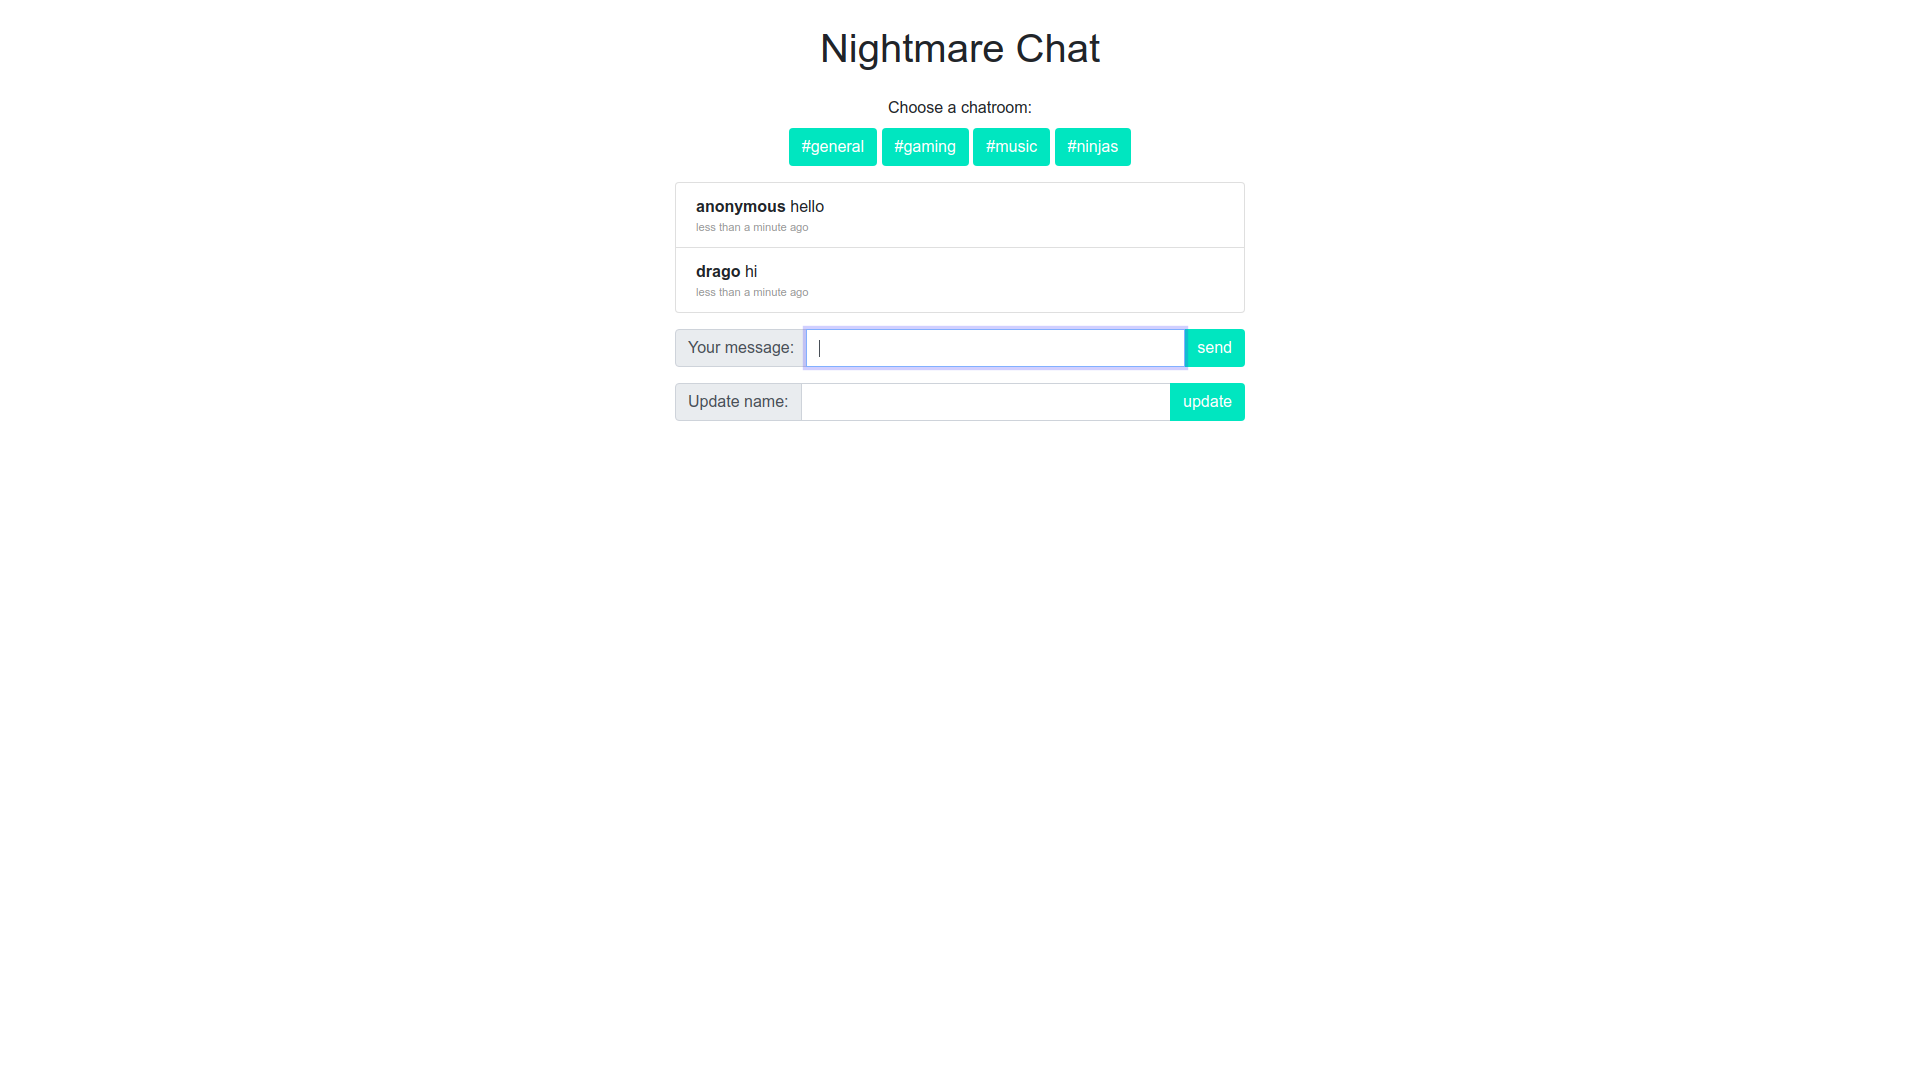 Nightmare Chat
Choose a chatroom:
#general #gaming #music #ninjas
anonymous hello
less than a minute ago
drago hi
less than a minute ago
Your message: send
Update name: update